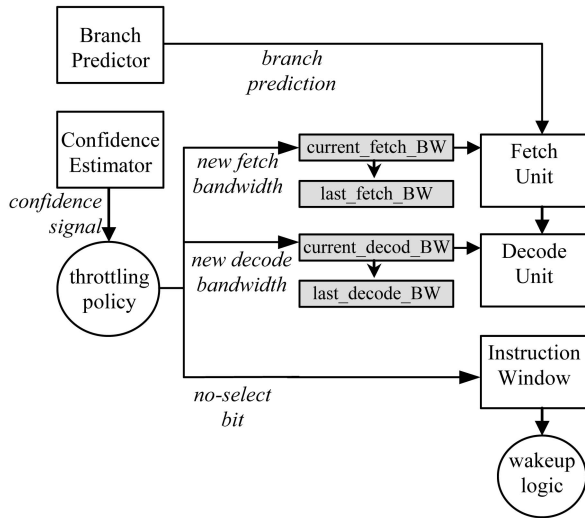 Branch
Predictor
branch
prediction
Confidence
Estimator
confidence
signal
throttling
policy
new fetch
bandwidth
current_fetch_BW
last_fetch_BW
Fetch
Unit
new decode
bandwidth
current_decod_BW
last_decode_BW
Decode
Unit
no-select
bit
Instruction
Window
wakeup
logic